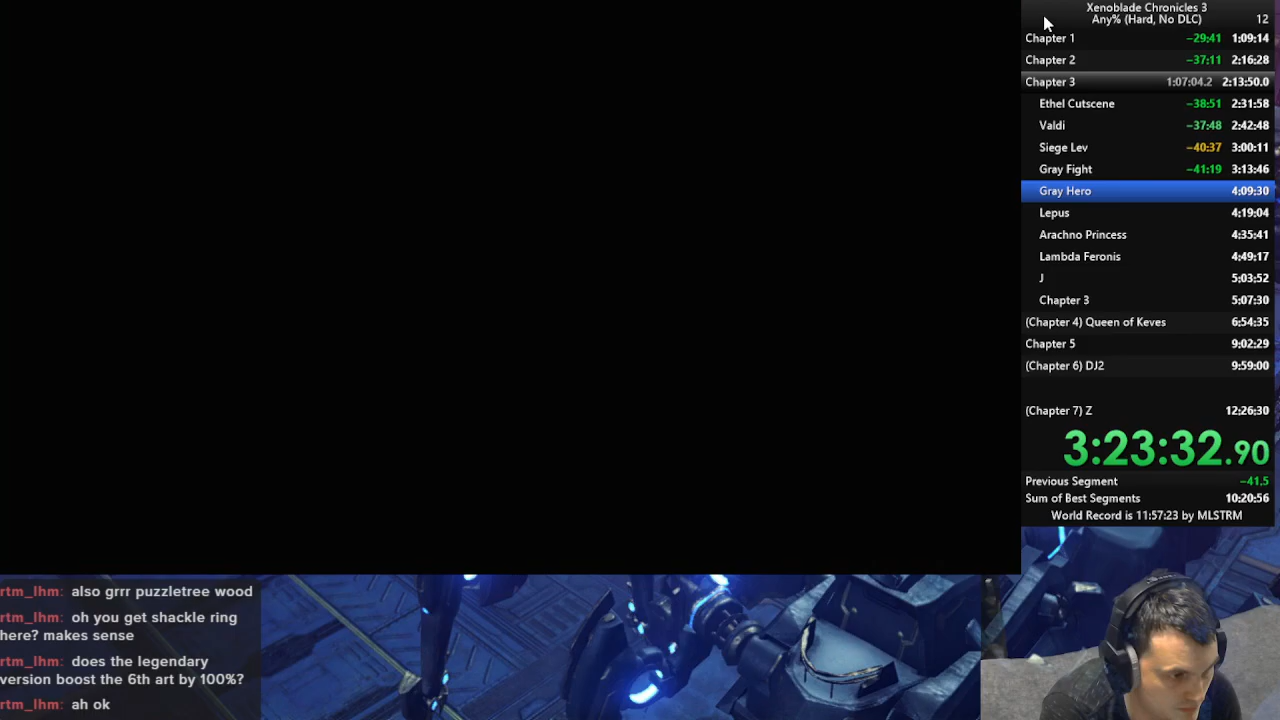 Xenoblade Chronicles 3
Any% (Hard, No DLC) 12
Chapter 1 −29:41 1:09:14
Chapter 2 −37:11 2:16:28
Chapter 3 1:07:04.2 2:13:50.0
Ethel Cutscene −38:51 2:31:58
Valdi −37:48 2:42:48
Siege Lev −40:37 3:00:11
Gray Fight −41:19 3:13:46
Gray Hero 4:09:30
Lepus 4:19:04
Arachno Princess 4:35:41
Lambda Feronis 4:49:17
J 5:03:52
Chapter 3 5:07:30
(Chapter 4) Queen of Keves 6:54:35
Chapter 5 9:02:29
(Chapter 6) DJ2 9:59:00
(Chapter 7) Z 12:26:30
3:23:32.90
Previous Segment −41.5
Sum of Best Segments 10:20:56
World Record is 11:57:23 by MLSTRM
rtm_lhm: also grrr puzzletree wood
rtm_lhm: oh you get shackle ring
here? makes sense
rtm_lhm: does the legendary
version boost the 6th art by 100%?
rtm_lhm: ah ok